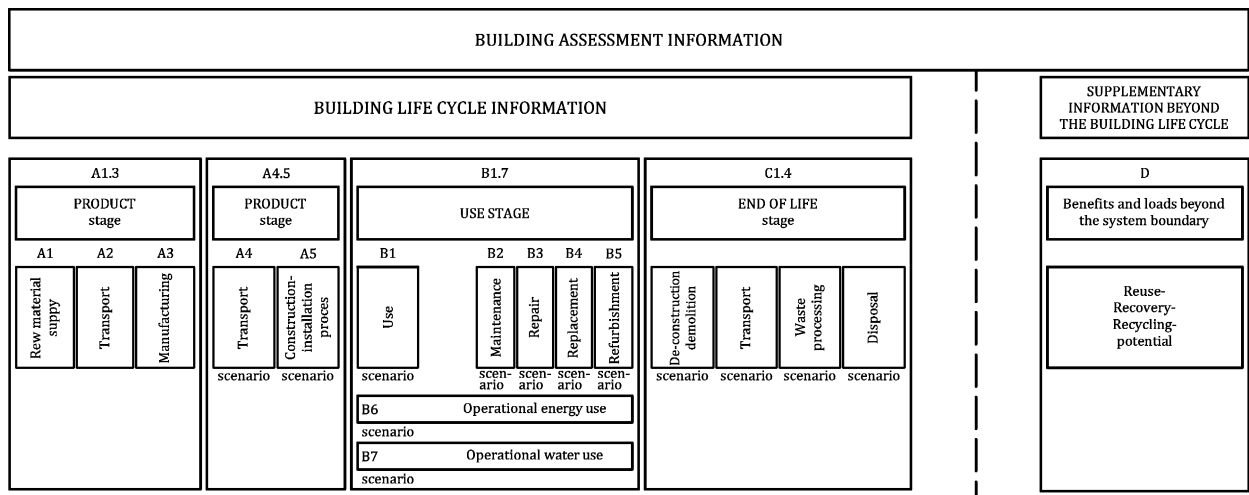 BUILDING ASSESSMENT INFORMATION
BUILDING LIFE CYCLE INFORMATION
SUPPLEMENTARY
INFORMATION BEYOND
THE BUILDING LIFE CYCLE
A1.3
PRODUCT
stage
A1
A2
A3
Rew material
suppy
Transport
Manufacturing
A4.5
PRODUCT
stage
A4
A5
Transport
Construction-
installation
proces
scenario
scenario
B1.7
USE STAGE
B1
B2
B3
B4
B5
Use
Maintenance
Repair
Replacement
Refurbishment
scenario
scen-
ario
scen-
ario
scen-
ario
scen-
ario
B6
Operational energy use
scenario
B7
Operational water use
scenario
C1.4
END OF LIFE
stage
De-construction
demolition
Transport
Waste
processing
Disposal
scenario
scenario
scenario
scenario
D
Benefits and loads beyond
the system boundary
Reuse-
Recovery-
Recycling-
potential